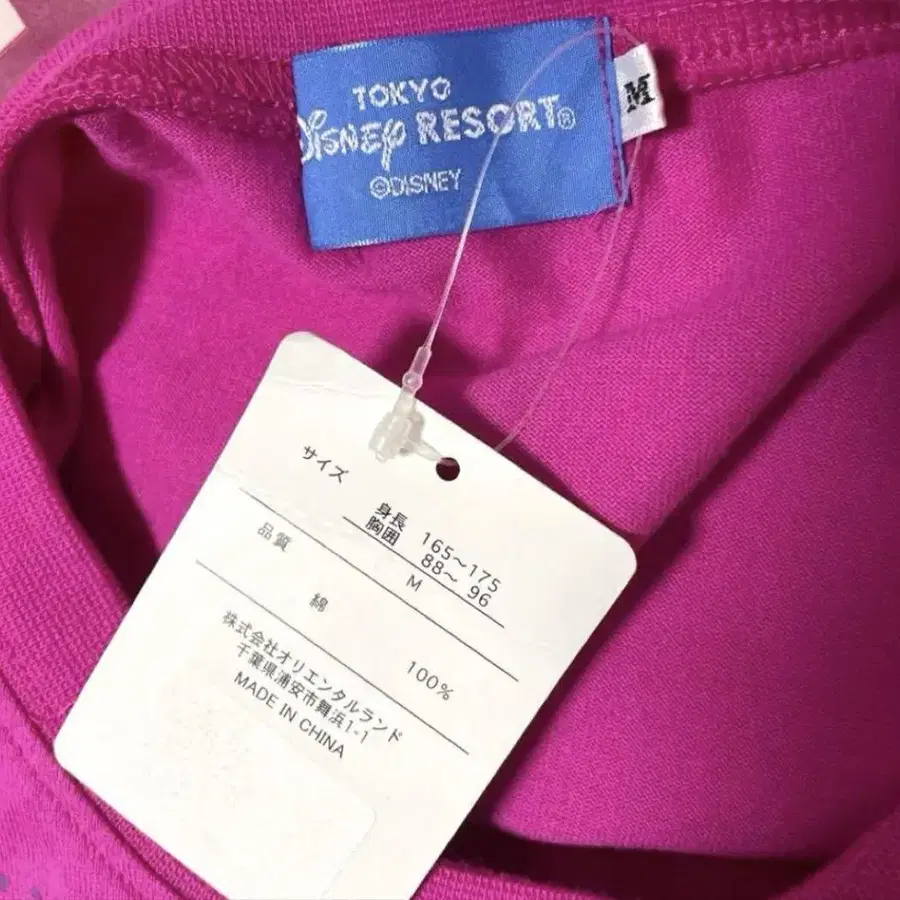 TOKYO
Disney RESORT®
©DISNEY
M
サイズ
身長 165〜175
胸囲 88〜 96
M
品質
綿 100%
株式会社オリエンタルランド
千葉県浦安市舞浜1-1
MADE IN CHINA